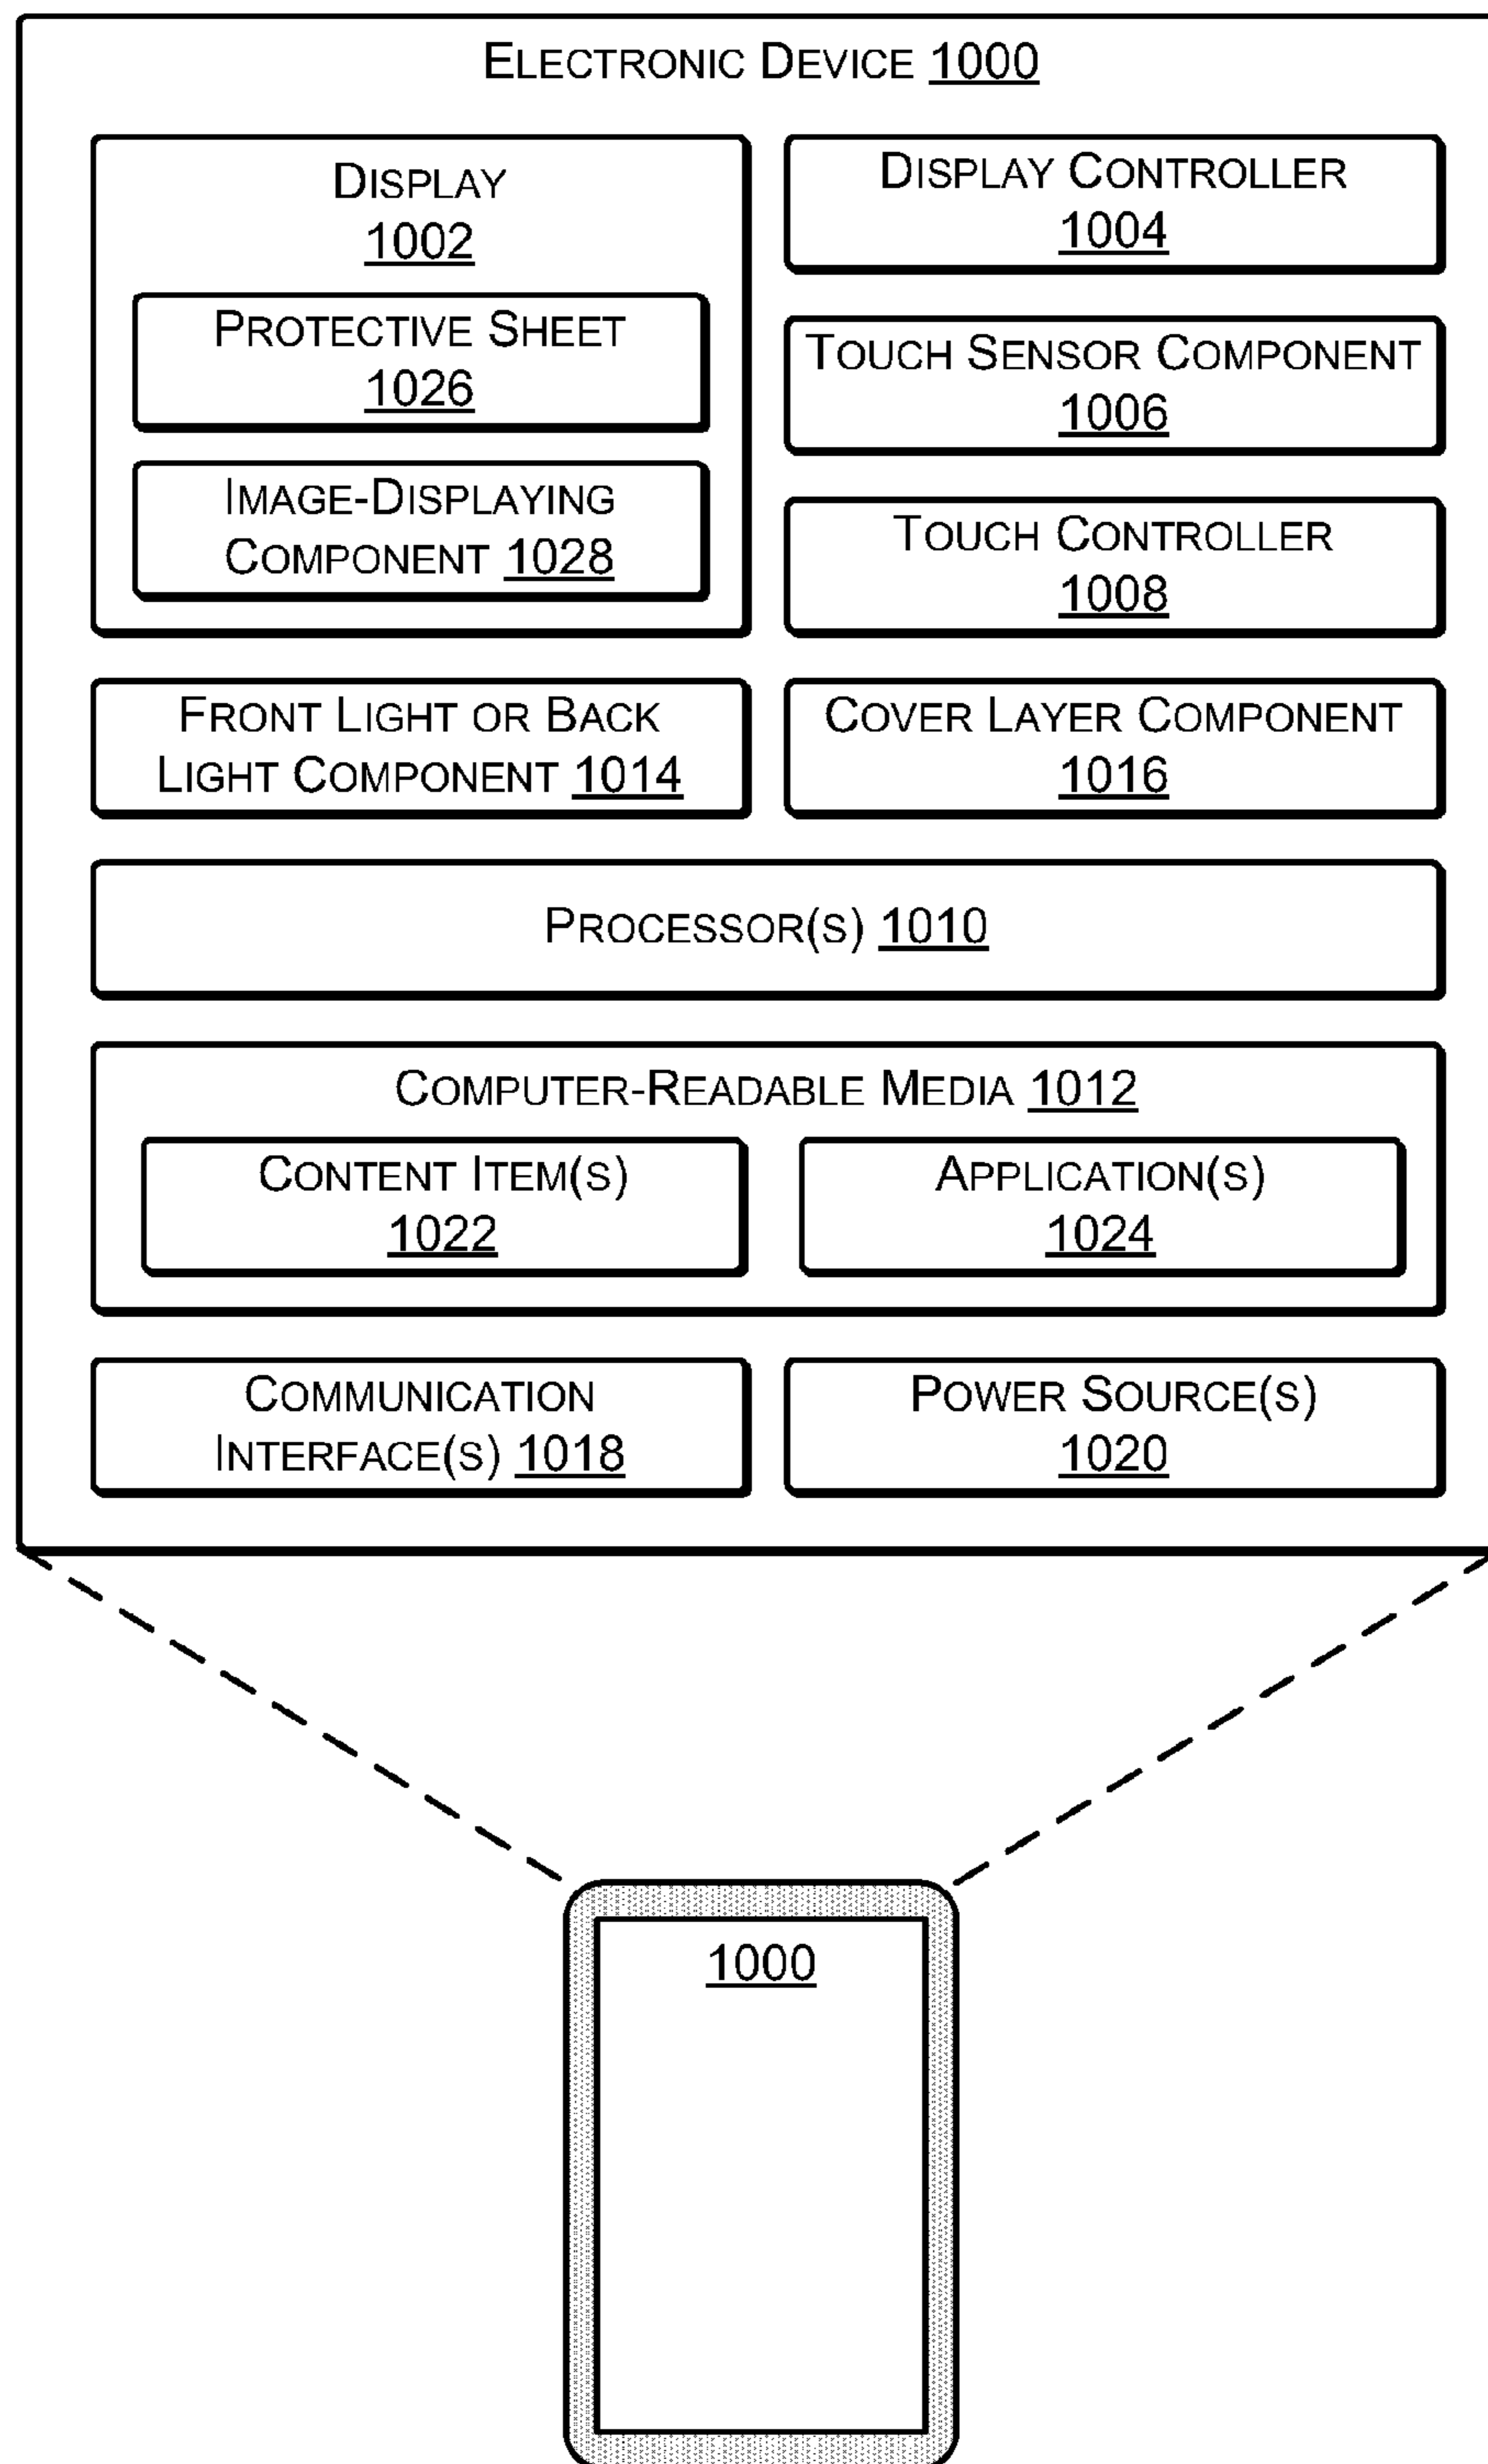 ELECTRONIC DEVICE 1000
DISPLAY
1002
PROTECTIVE SHEET
1026
IMAGE-DISPLAYING
COMPONENT 1028
DISPLAY CONTROLLER
1004
TOUCH SENSOR COMPONENT
1006
TOUCH CONTROLLER
1008
FRONT LIGHT OR BACK
LIGHT COMPONENT 1014
COVER LAYER COMPONENT
1016
PROCESSOR(S) 1010
COMPUTER-READABLE MEDIA 1012
CONTENT ITEM(S)
1022
APPLICATION(S)
1024
COMMUNICATION
INTERFACE(S) 1018
POWER SOURCE(S)
1020
1000